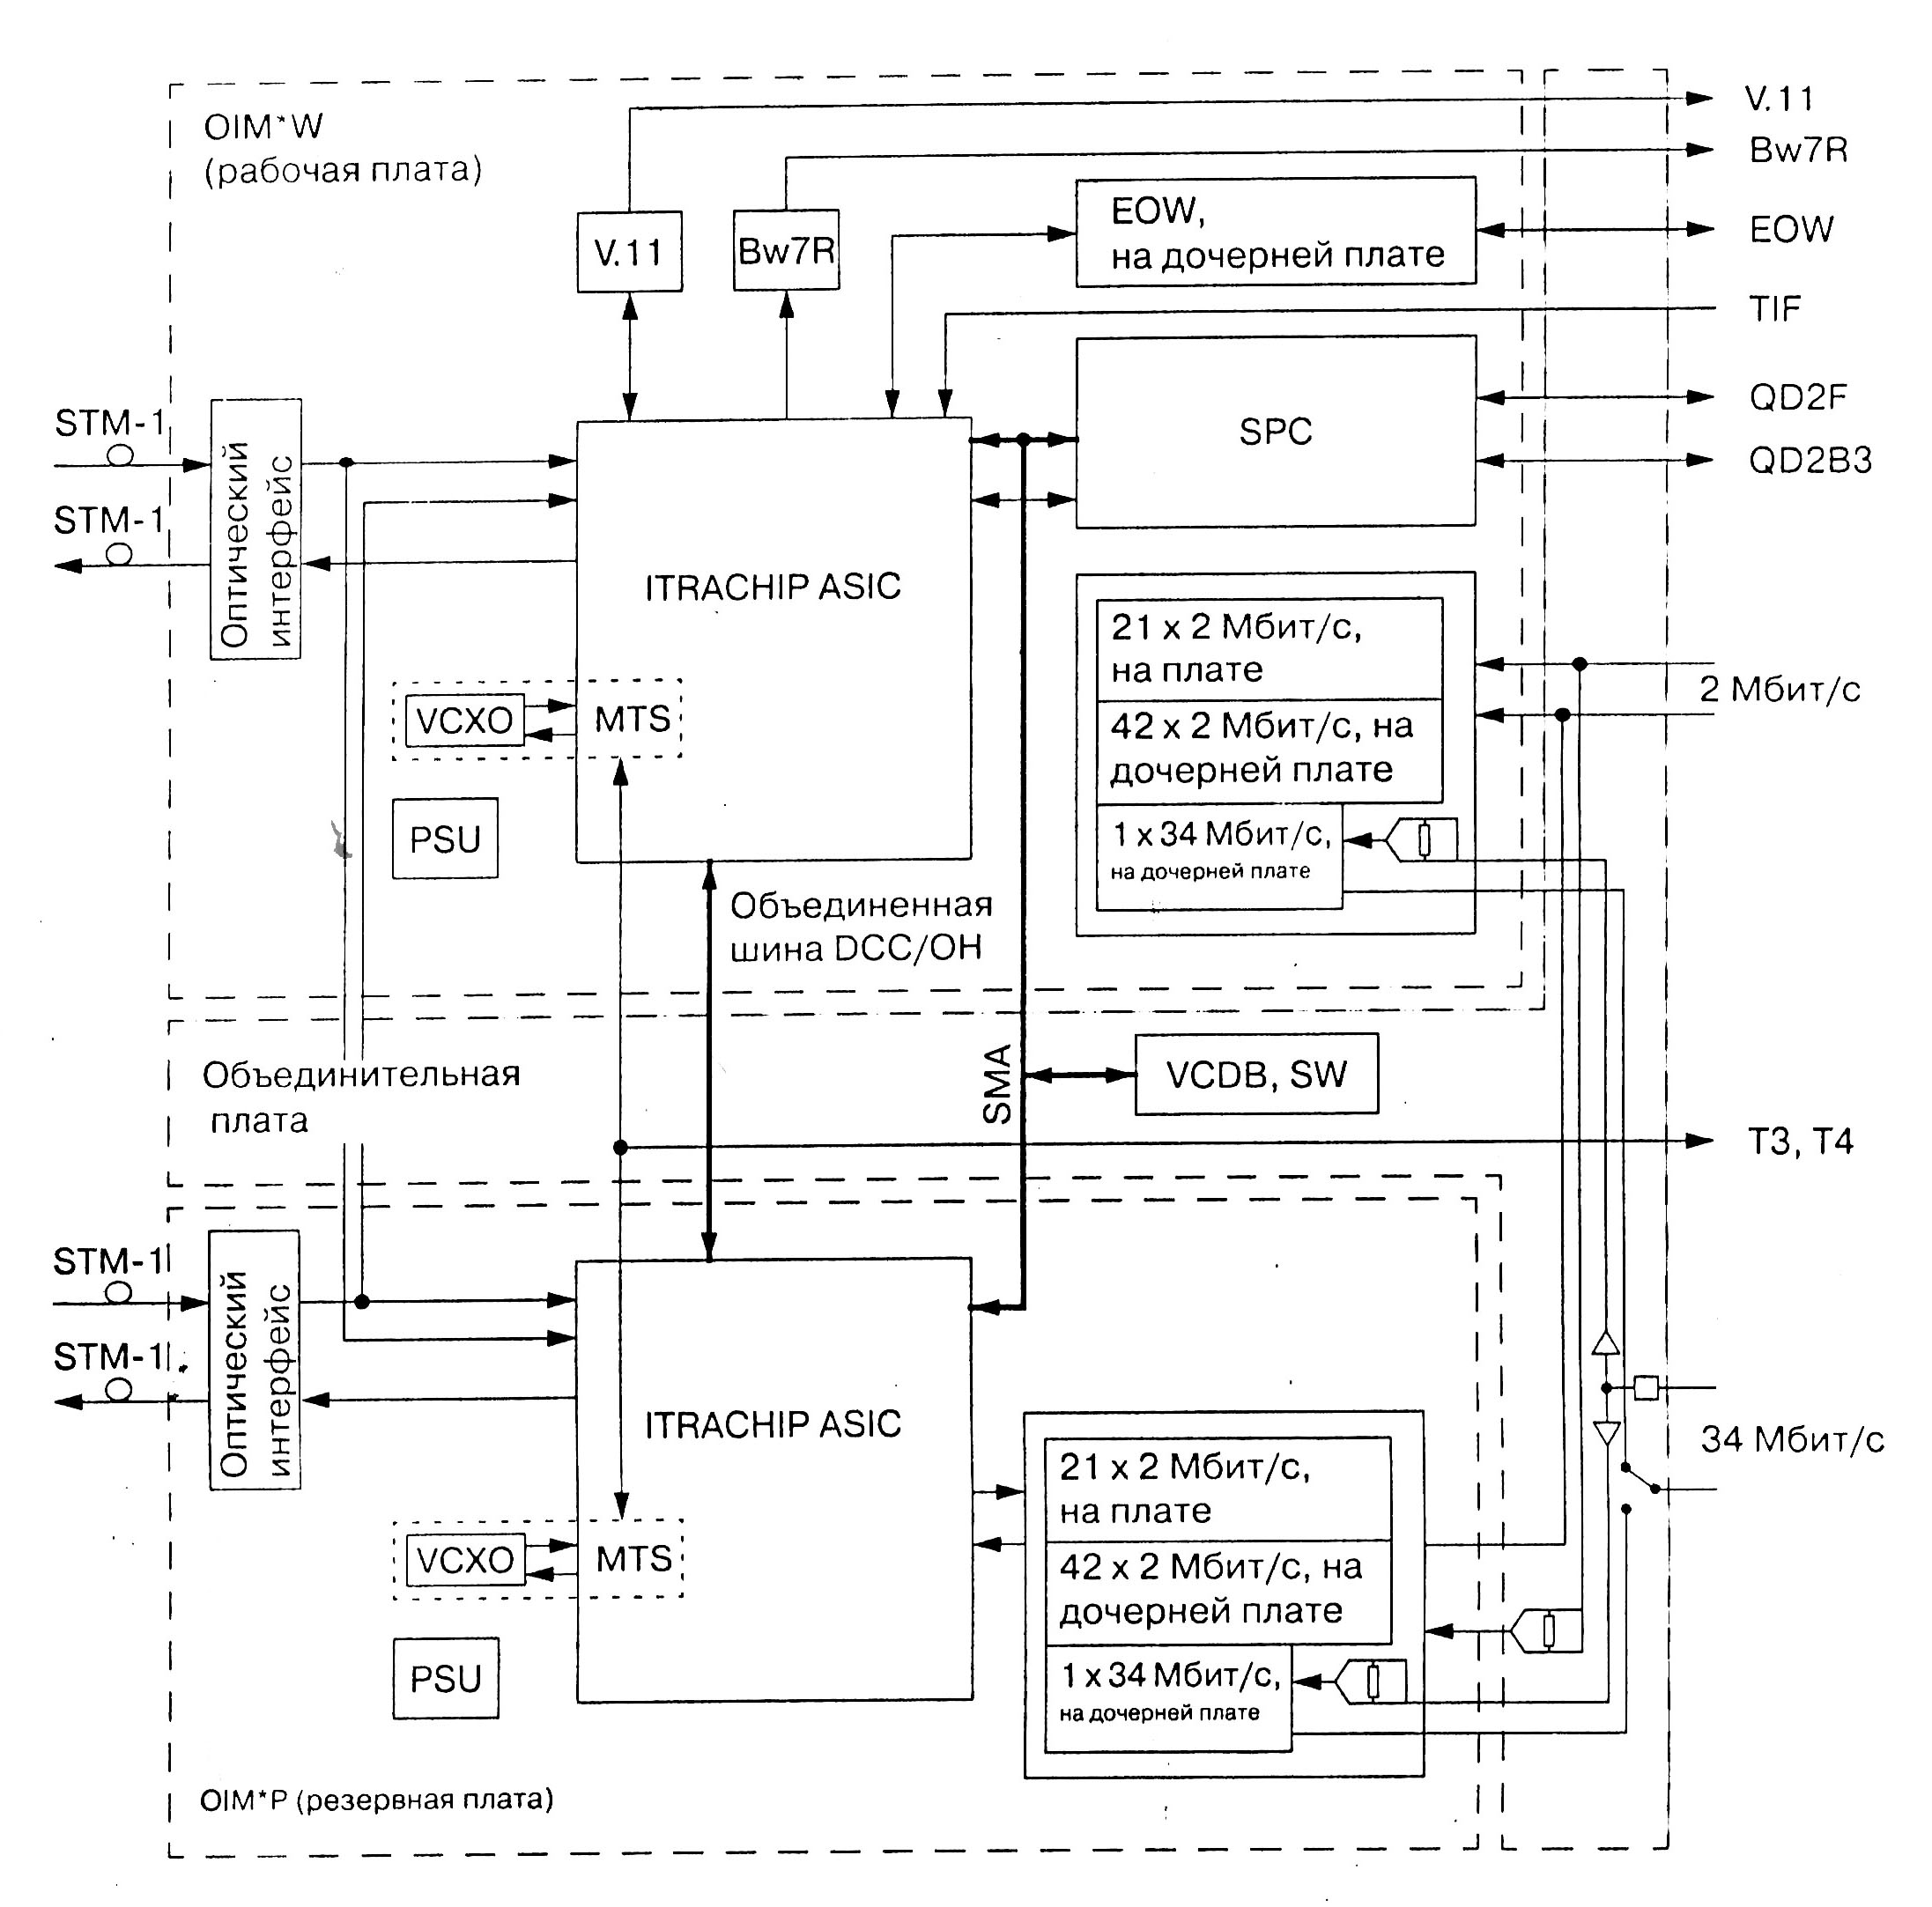 OIM*W
(рабочая плата)
V.11
Bw7R
EOW
TIF
QD2F
QD2B3
V.11
Bw7R
EOW,
на дочерней плате
SPC
STM-1
STM-1
Оптический
интерфейс
ITRACHIP ASIC
21 x 2 Мбит/с,
на плате
42 x 2 Мбит/с, на
дочерней плате
1 x 34 Мбит/с,
на дочерней плате
2 Мбит/с
VCXO
MTS
PSU
Объединенная
шина DCC/OH
SMA
VCDB, SW
Объединительная
плата
T3, T4
STM-1
STM-1
Оптический
интерфейс
ITRACHIP ASIC
21 x 2 Мбит/с,
на плате
42 x 2 Мбит/с, на
дочерней плате
1 x 34 Мбит/с,
на дочерней плате
34 Мбит/с
VCXO
MTS
PSU
OIM*P (резервная плата)